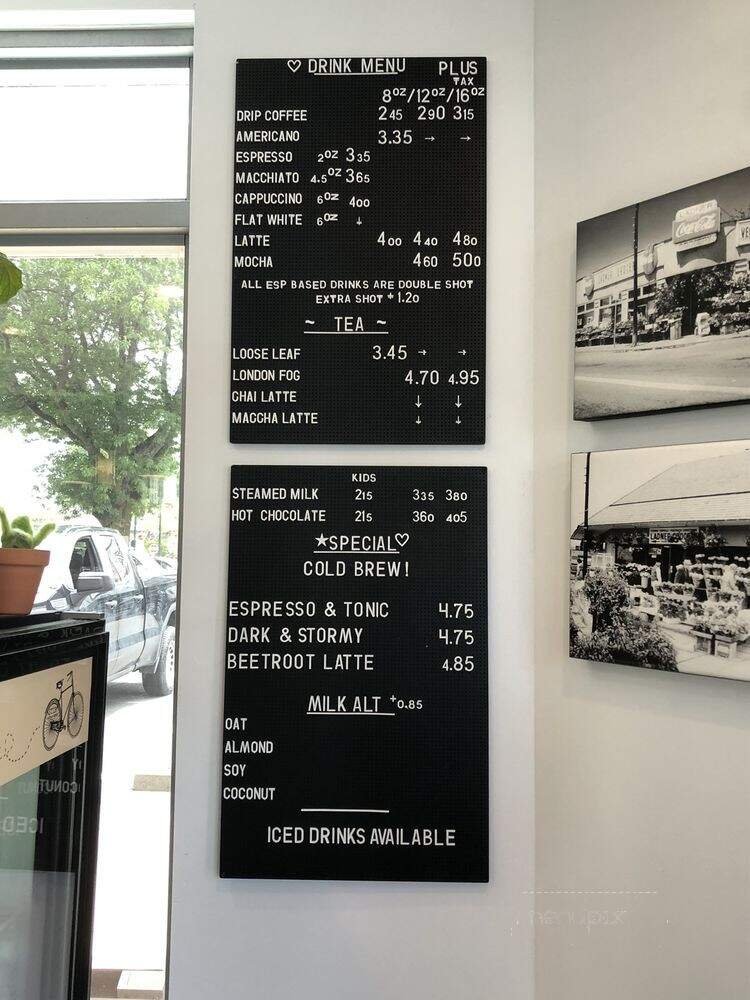 ♡ DRINK MENU PLUS TAX
8oz/12oz/16oz
DRIP COFFEE 245 290 315
AMERICANO 3.35 → →
ESPRESSO 2oz 335
MACCHIATO 4.5oz 365
CAPPUCCINO 6oz 400
FLAT WHITE 6oz ↓
LATTE 400 440 480
MOCHA 460 500
ALL ESP BASED DRINKS ARE DOUBLE SHOT
EXTRA SHOT +1.20
~ TEA ~
LOOSE LEAF 3.45 → →
LONDON FOG 4.70 4.95
CHAI LATTE ↓ ↓
MACCHA LATTE ↓ ↓
KIDS
STEAMED MILK 215 335 380
HOT CHOCOLATE 215 360 405
★SPECIAL♡
COLD BREW!
ESPRESSO & TONIC 4.75
DARK & STORMY 4.75
BEETROOT LATTE 4.85
MILK ALT +0.85
OAT
ALMOND
SOY
COCONUT
ICED DRINKS AVAILABLE
Coca-Cola
menupix